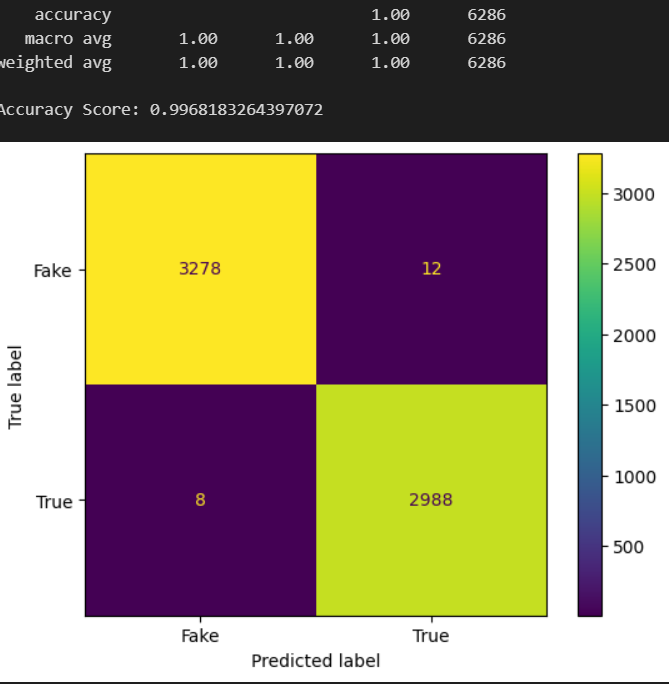 accuracy 1.00 6286
macro avg 1.00 1.00 1.00 6286
weighted avg 1.00 1.00 1.00 6286
Accuracy Score: 0.9968183264397072
Fake 3278 12
True 8 2988
Fake True
Predicted label
True label
3000
2500
2000
1500
1000
500